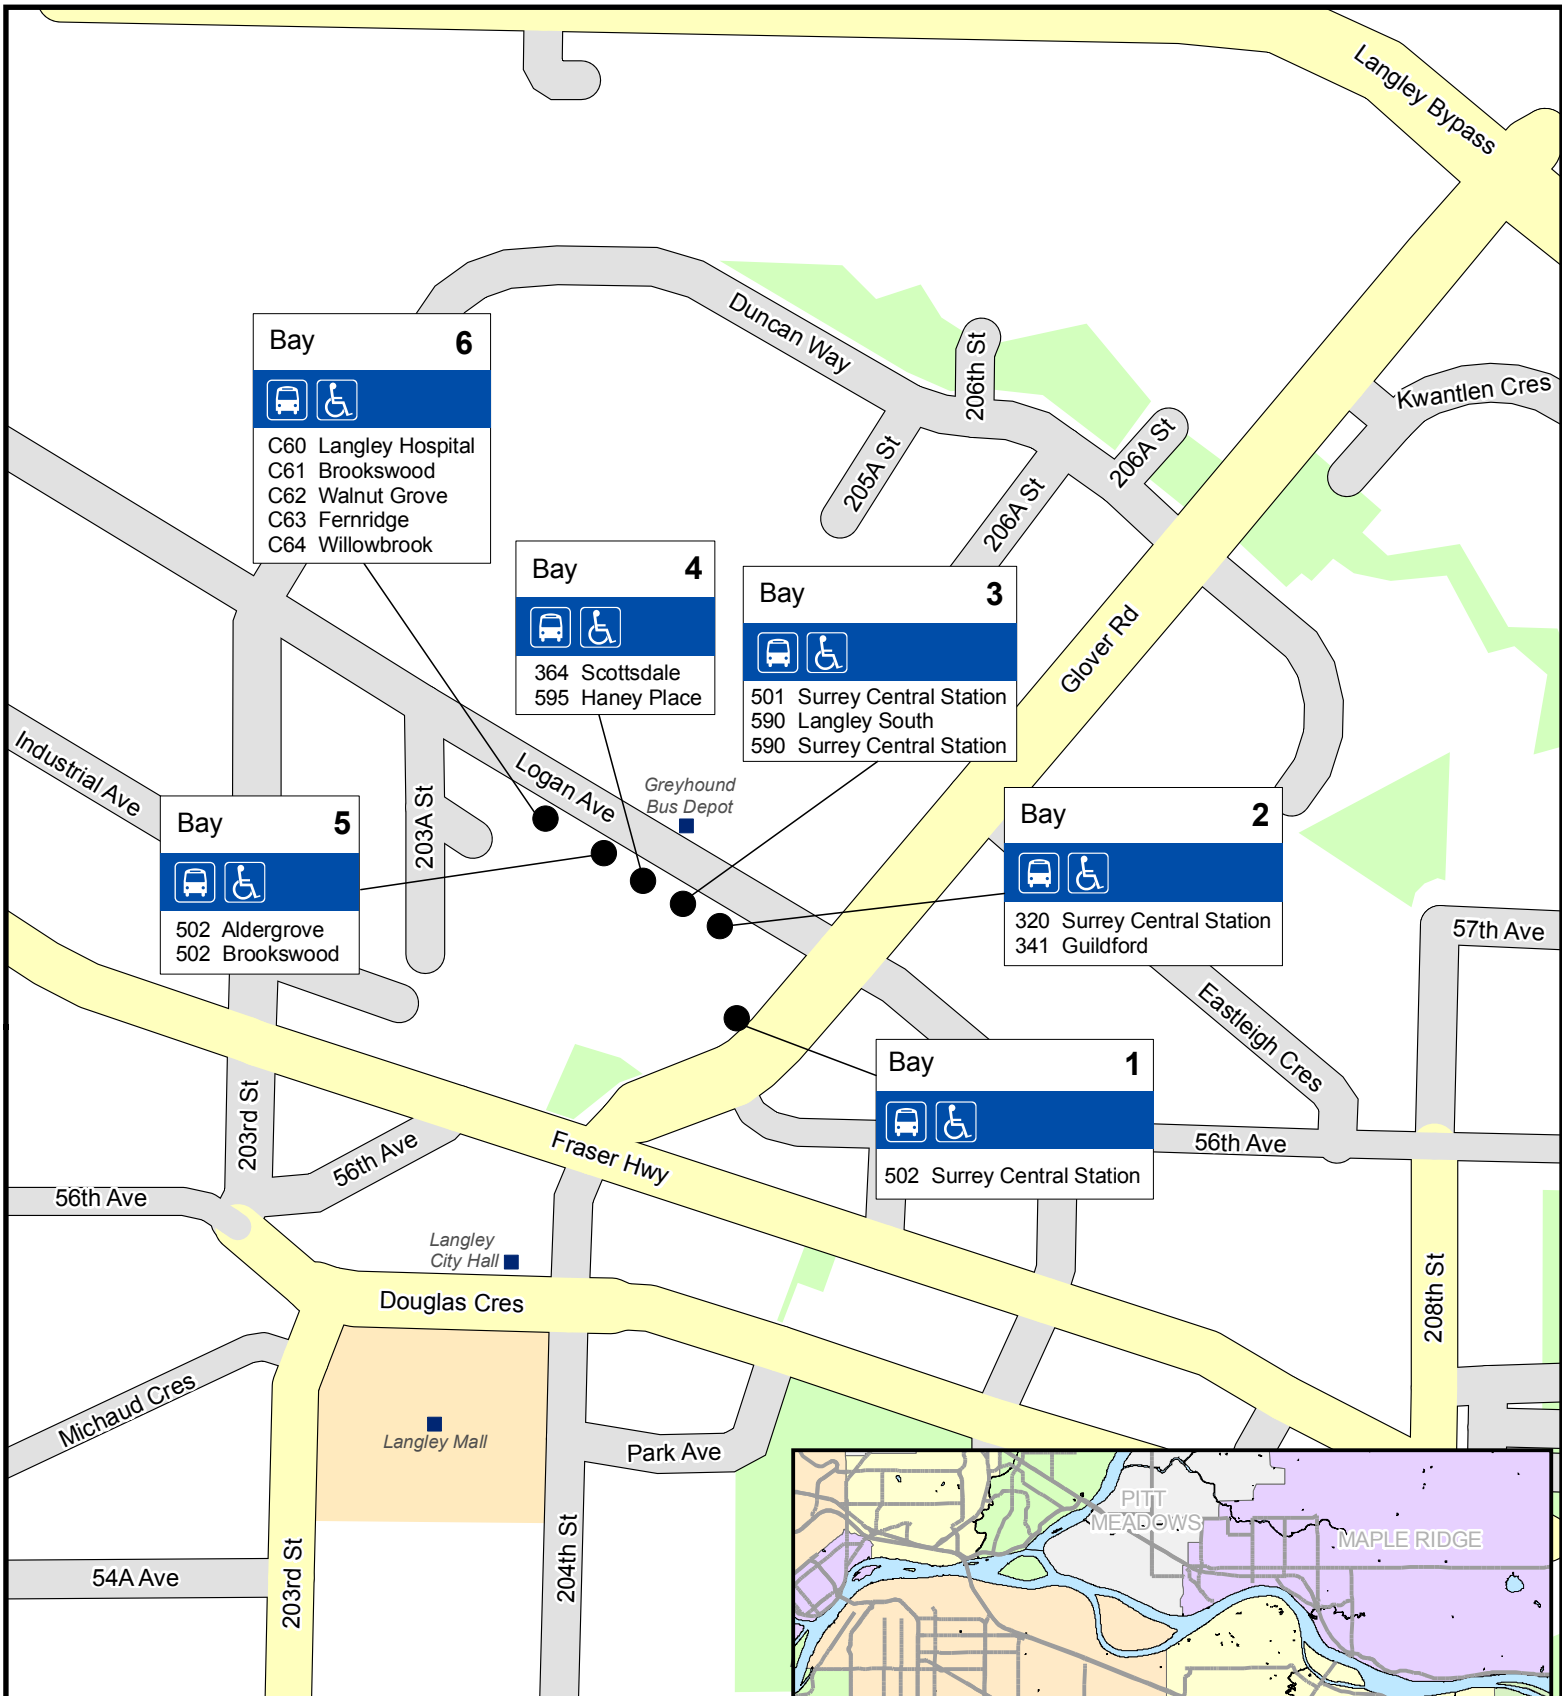 Langley Bypass
Duncan Way
206th St
Kwantlen Cres
205A St
206A St
206A St
Glover Rd
Bay 6
C60 Langley Hospital
C61 Brookswood
C62 Walnut Grove
C63 Fernridge
C64 Willowbrook
Bay 4
364 Scottsdale
595 Haney Place
Bay 3
501 Surrey Central Station
590 Langley South
590 Surrey Central Station
Industrial Ave
203A St
Logan Ave
Greyhound
Bus Depot
Bay 5
502 Aldergrove
502 Brookswood
Bay 2
320 Surrey Central Station
341 Guildford
57th Ave
Eastleigh Cres
Bay 1
502 Surrey Central Station
203rd St
56th Ave
56th Ave
Fraser Hwy
56th Ave
Langley
City Hall
Douglas Cres
208th St
Michaud Cres
Langley Mall
Park Ave
54A Ave
203rd St
204th St
PITT
MEADOWS
MAPLE RIDGE